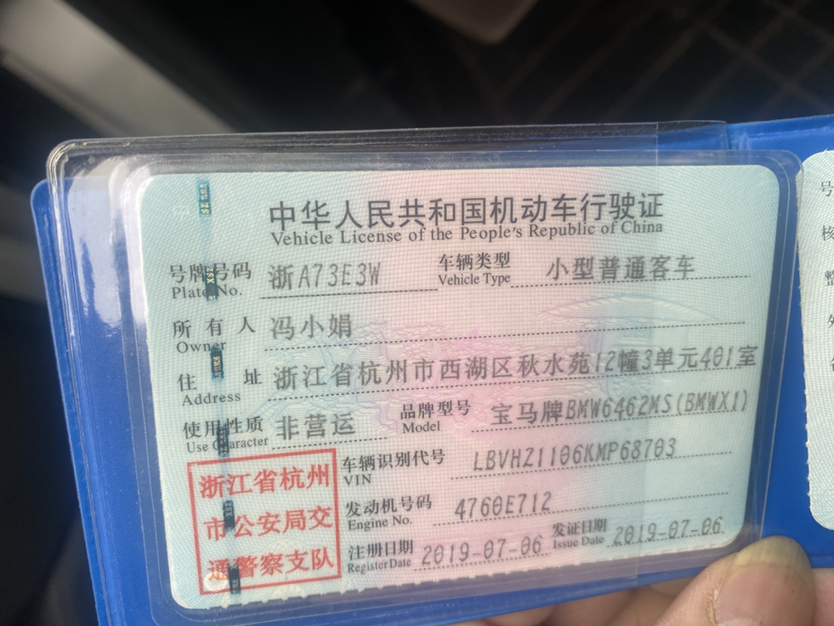 中华人民共和国机动车行驶证
Vehicle License of the People's Republic of China
号牌号码 浙A73E3W 车辆类型 小型普通客车
Plate No. Vehicle Type
所有人 冯小娟
Owner
住址 浙江省杭州市西湖区秋水苑12幢3单元401室
Address
使用性质 非营运 品牌型号 宝马牌BMW6462MS(BMWX1)
Use Character Model
浙江省杭州
市公安局交
通警察支队
车辆识别代号 LBVHZ1106KMP68703
VIN
发动机号码 4760E712
Engine No.
注册日期 2019-07-06 发证日期 2019-07-06
Register Date Issue Date
号
核
整